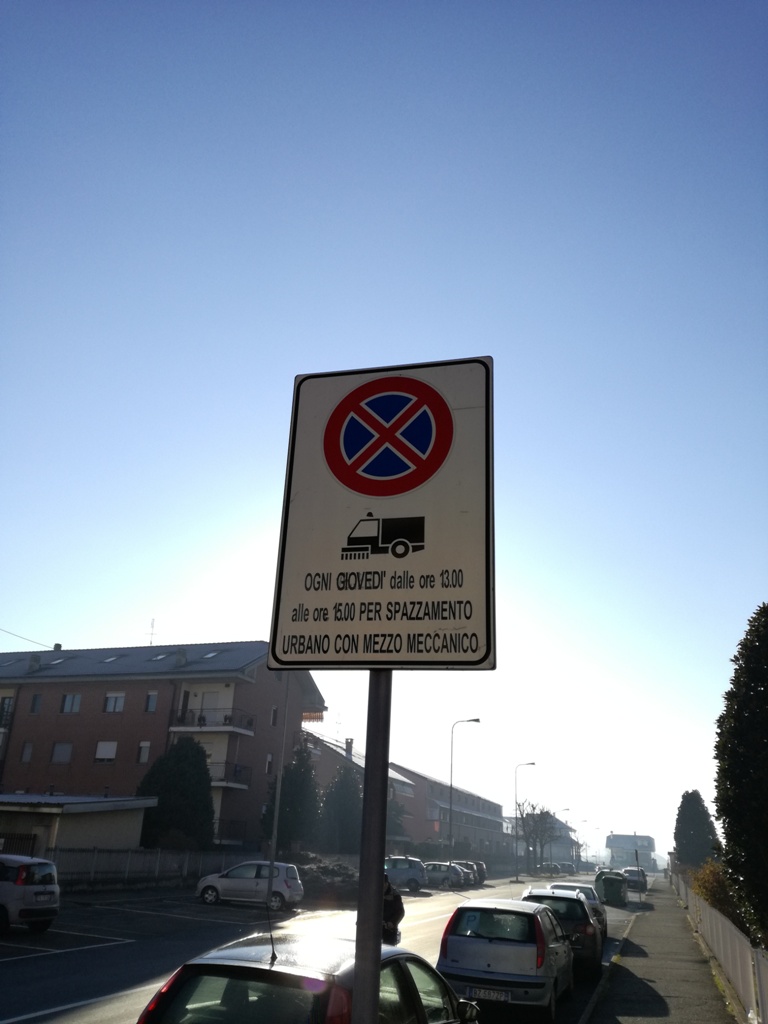 OGNI GIOVEDI' dalle ore 13.00
alle ore 15.00 PER SPAZZAMENTO
URBANO CON MEZZO MECCANICO